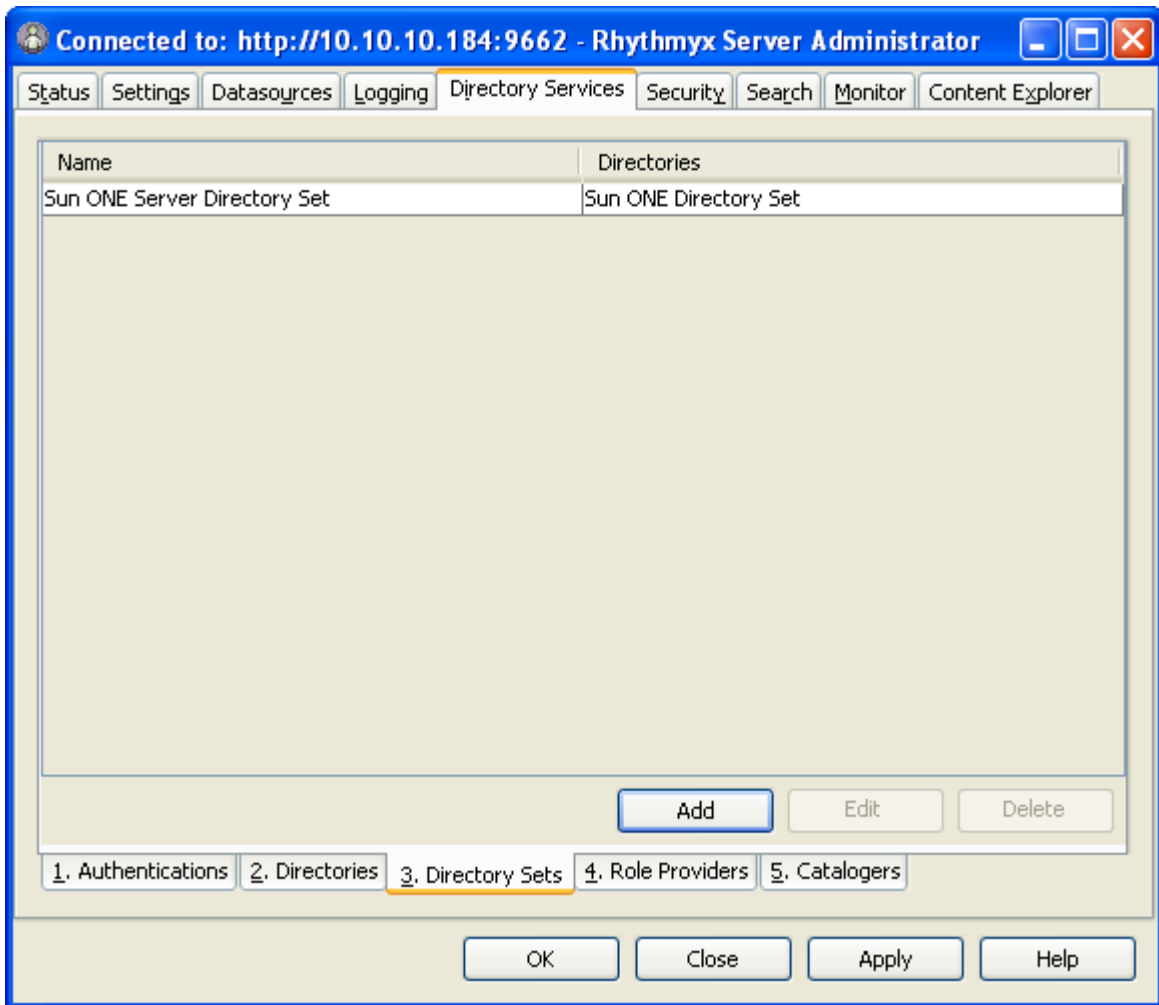 Connected to: http://10.10.10.184:9662 - Rhythmyx Server Administrator
Status Settings Datasources Logging Directory Services Security Search Monitor Content Explorer
Name Directories
Sun ONE Server Directory Set Sun ONE Directory Set
Add Edit Delete
1. Authentications 2. Directories 3. Directory Sets 4. Role Providers 5. Catalogers
OK Close Apply Help